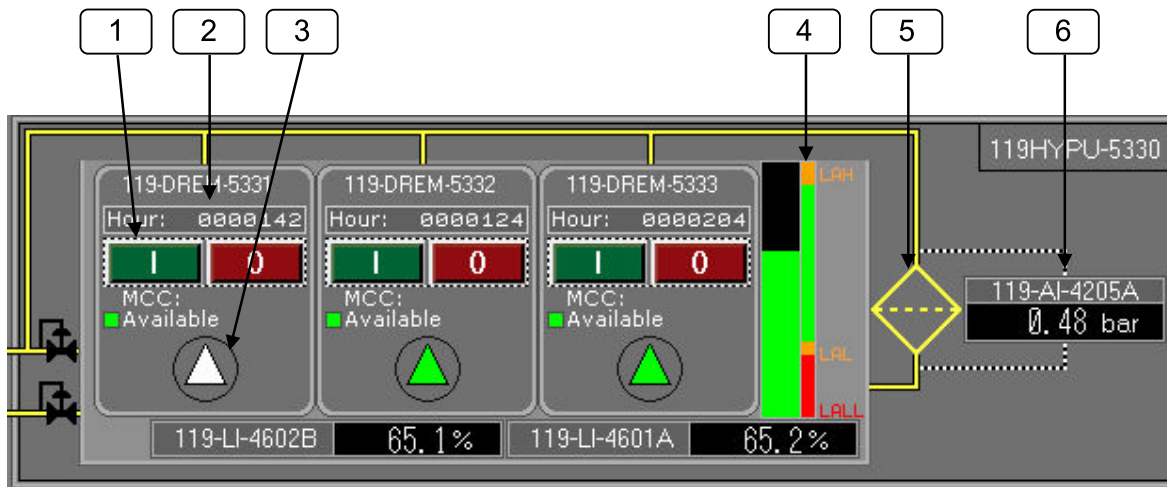 1 2 3 4 5 6
119HYPU-5330
119-DREM-5331 119-DREM-5332 119-DREM-5333
LAH
Hour: 0000142 Hour: 0000124 Hour: 0000204
I 0 I 0 I 0
MCC: MCC: MCC:
Available Available Available
119-AI-4205A
0.48 bar
LAL
LALL
119-LI-4602B 65.1% 119-LI-4601A 65.2%